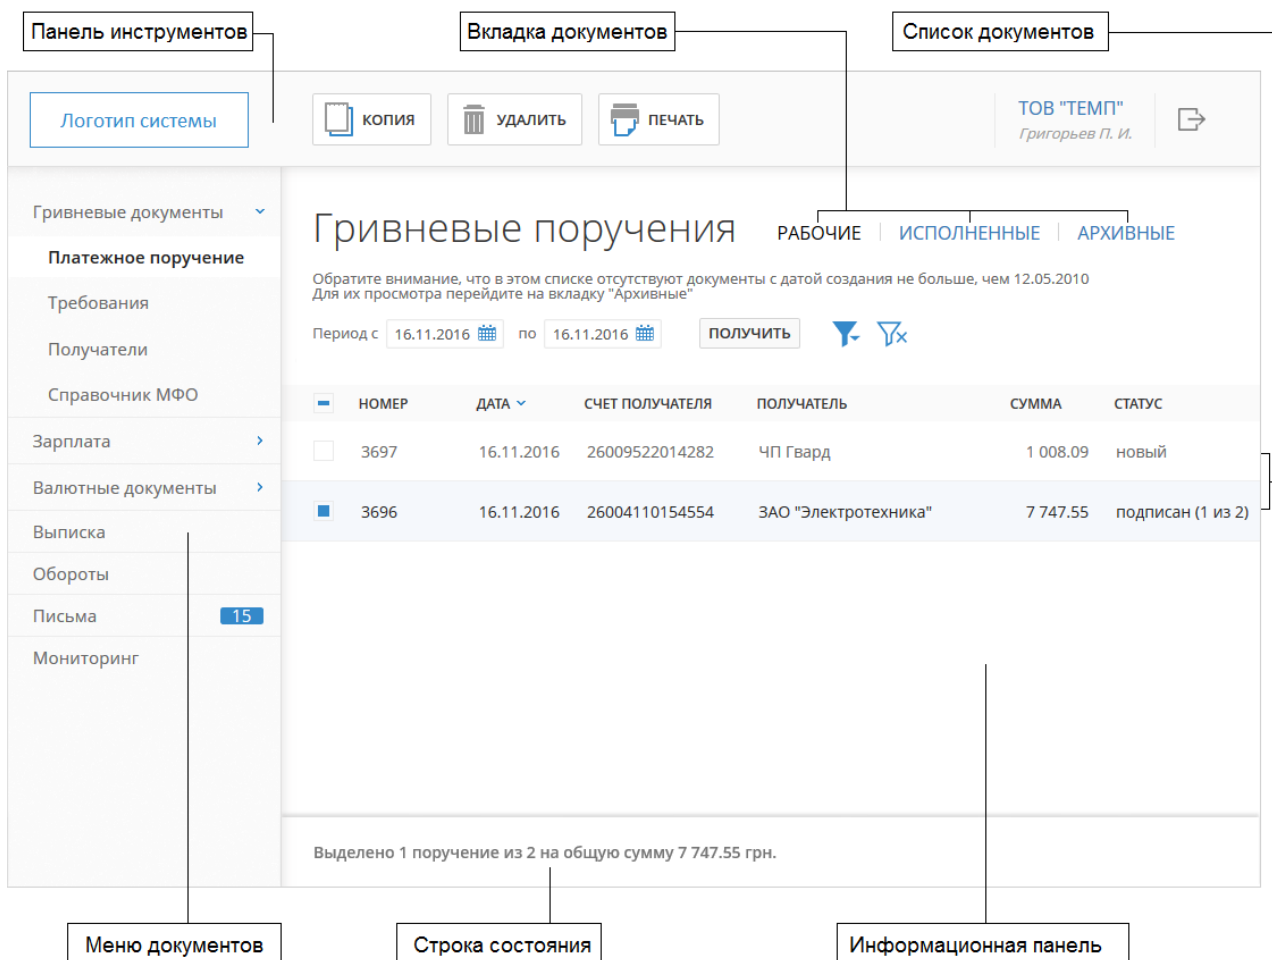 Панель инструментов
Вкладка документов
Список документов
Логотип системы
КОПИЯ
УДАЛИТЬ
ПЕЧАТЬ
ТОВ "ТЕМП"
Григорьев П. И.
Гривневые документы
Платежное поручение
Требования
Получатели
Справочник МФО
Зарплата
Валютные документы
Выписка
Обороты
Письма 15
Мониторинг
Гривневые поручения РАБОЧИЕ ИСПОЛНЕННЫЕ АРХИВНЫЕ
Обратите внимание, что в этом списке отсутствуют документы с датой создания не больше, чем 12.05.2010
Для их просмотра перейдите на вкладку "Архивные"
Период с 16.11.2016 по 16.11.2016 ПОЛУЧИТЬ
НОМЕР ДАТА СЧЕТ ПОЛУЧАТЕЛЯ ПОЛУЧАТЕЛЬ СУММА СТАТУС
3697 16.11.2016 26009522014282 ЧП Гвард 1 008.09 новый
3696 16.11.2016 26004110154554 ЗАО "Электротехника" 7 747.55 подписан (1 из 2)
Выделено 1 поручение из 2 на общую сумму 7 747.55 грн.
Меню документов
Строка состояния
Информационная панель